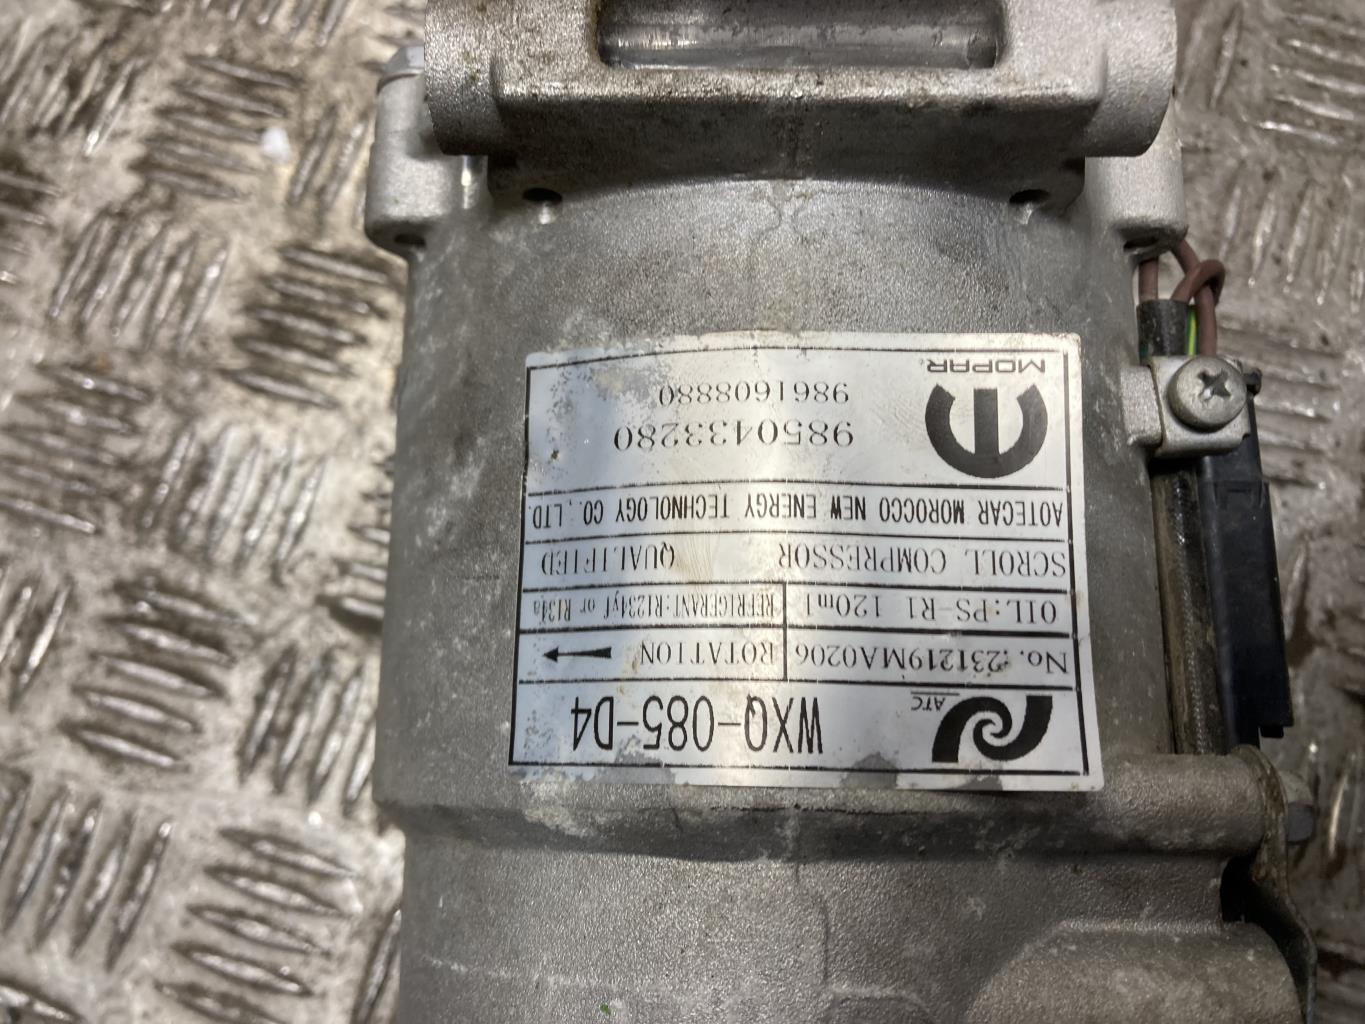 ATC
WXQ-085-D4
No.:231219MA0206 ROTATION
OIL:PS-R1 120ml REFRIGERANT:R1234yf or R134a
SCROLL COMPRESSOR QUALIFIED
AOTECAR MOROCCO NEW ENERGY TECHNOLOGY CO.,LTD.
9850433280
9861608880
MOPAR